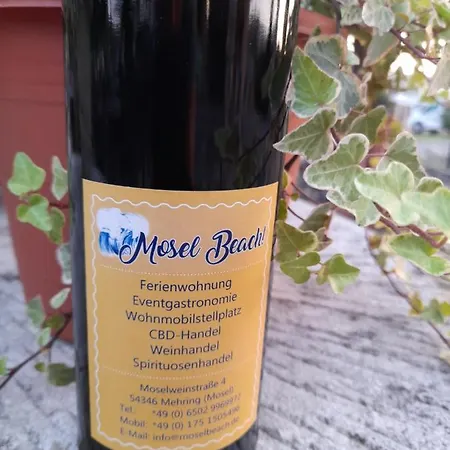 Mosel Beach!
Ferienwohnung
Eventgastronomie
Wohnmobilstellplatz
CBD-Handel
Weinhandel
Spirituosenhandel
Moselweinstraße 4
54346 Mehring (Mosel)
Tel.: +49 (0) 6502
Mobil: +49 (0) 175 1505496
E-Mail: info@moselbeach.de